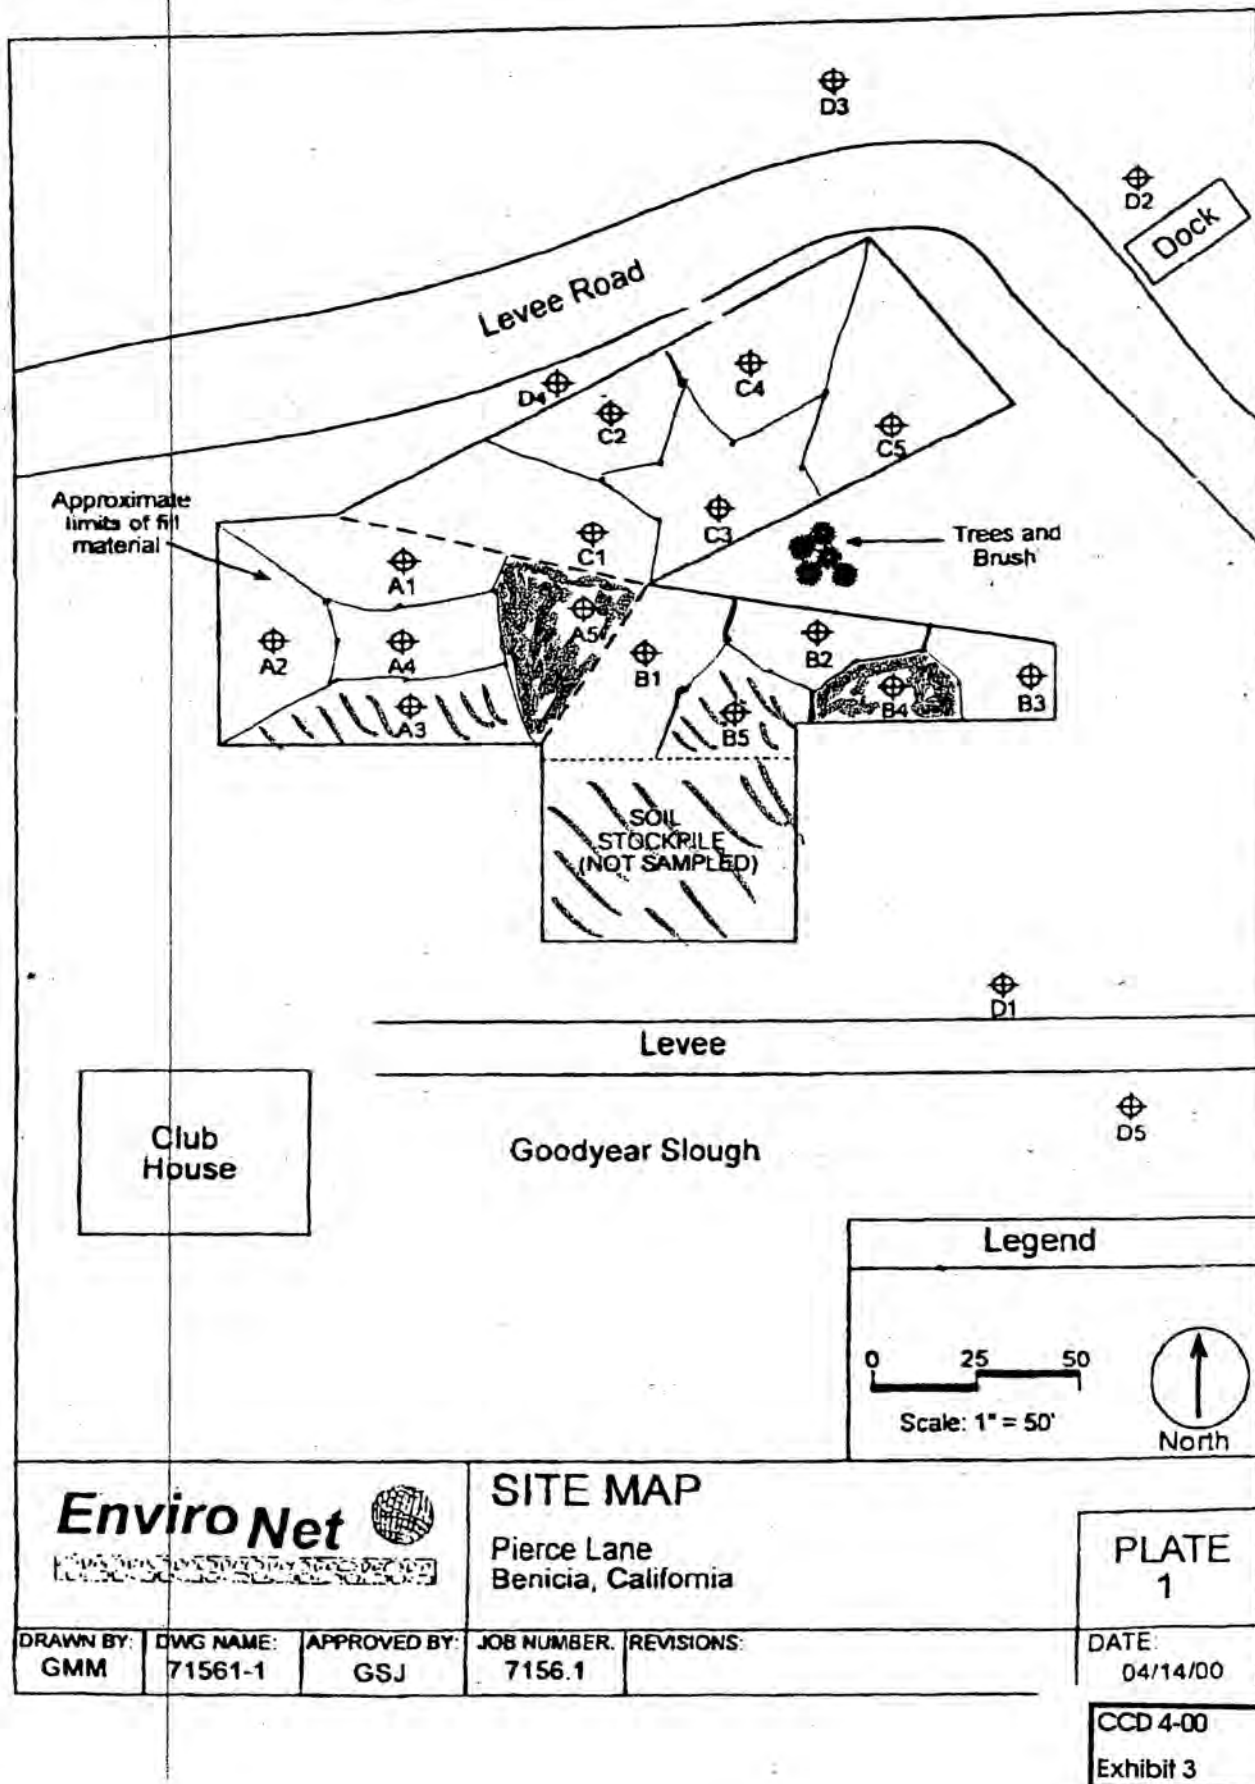 D3
D2
Dock
Levee Road
C4
D4
C2
C5
Approximate
limits of fill
material
C3
C1
Trees and
Brush
A1
A5
A2
A4
B2
B1
B3
B4
A3
B5
SOIL
STOCKPILE
(NOT SAMPLED)
D1
Levee
Club
House
Goodyear Slough
D5
Legend
0 25 50
Scale: 1" = 50'
North
Enviro Net
SITE MAP
Pierce Lane
Benicia, California
PLATE
1
DRAWN BY:
GMM
DWG NAME:
71561-1
APPROVED BY:
GSJ
JOB NUMBER.
7156.1
REVISIONS:
DATE:
04/14/00
CCD 4-00
Exhibit 3